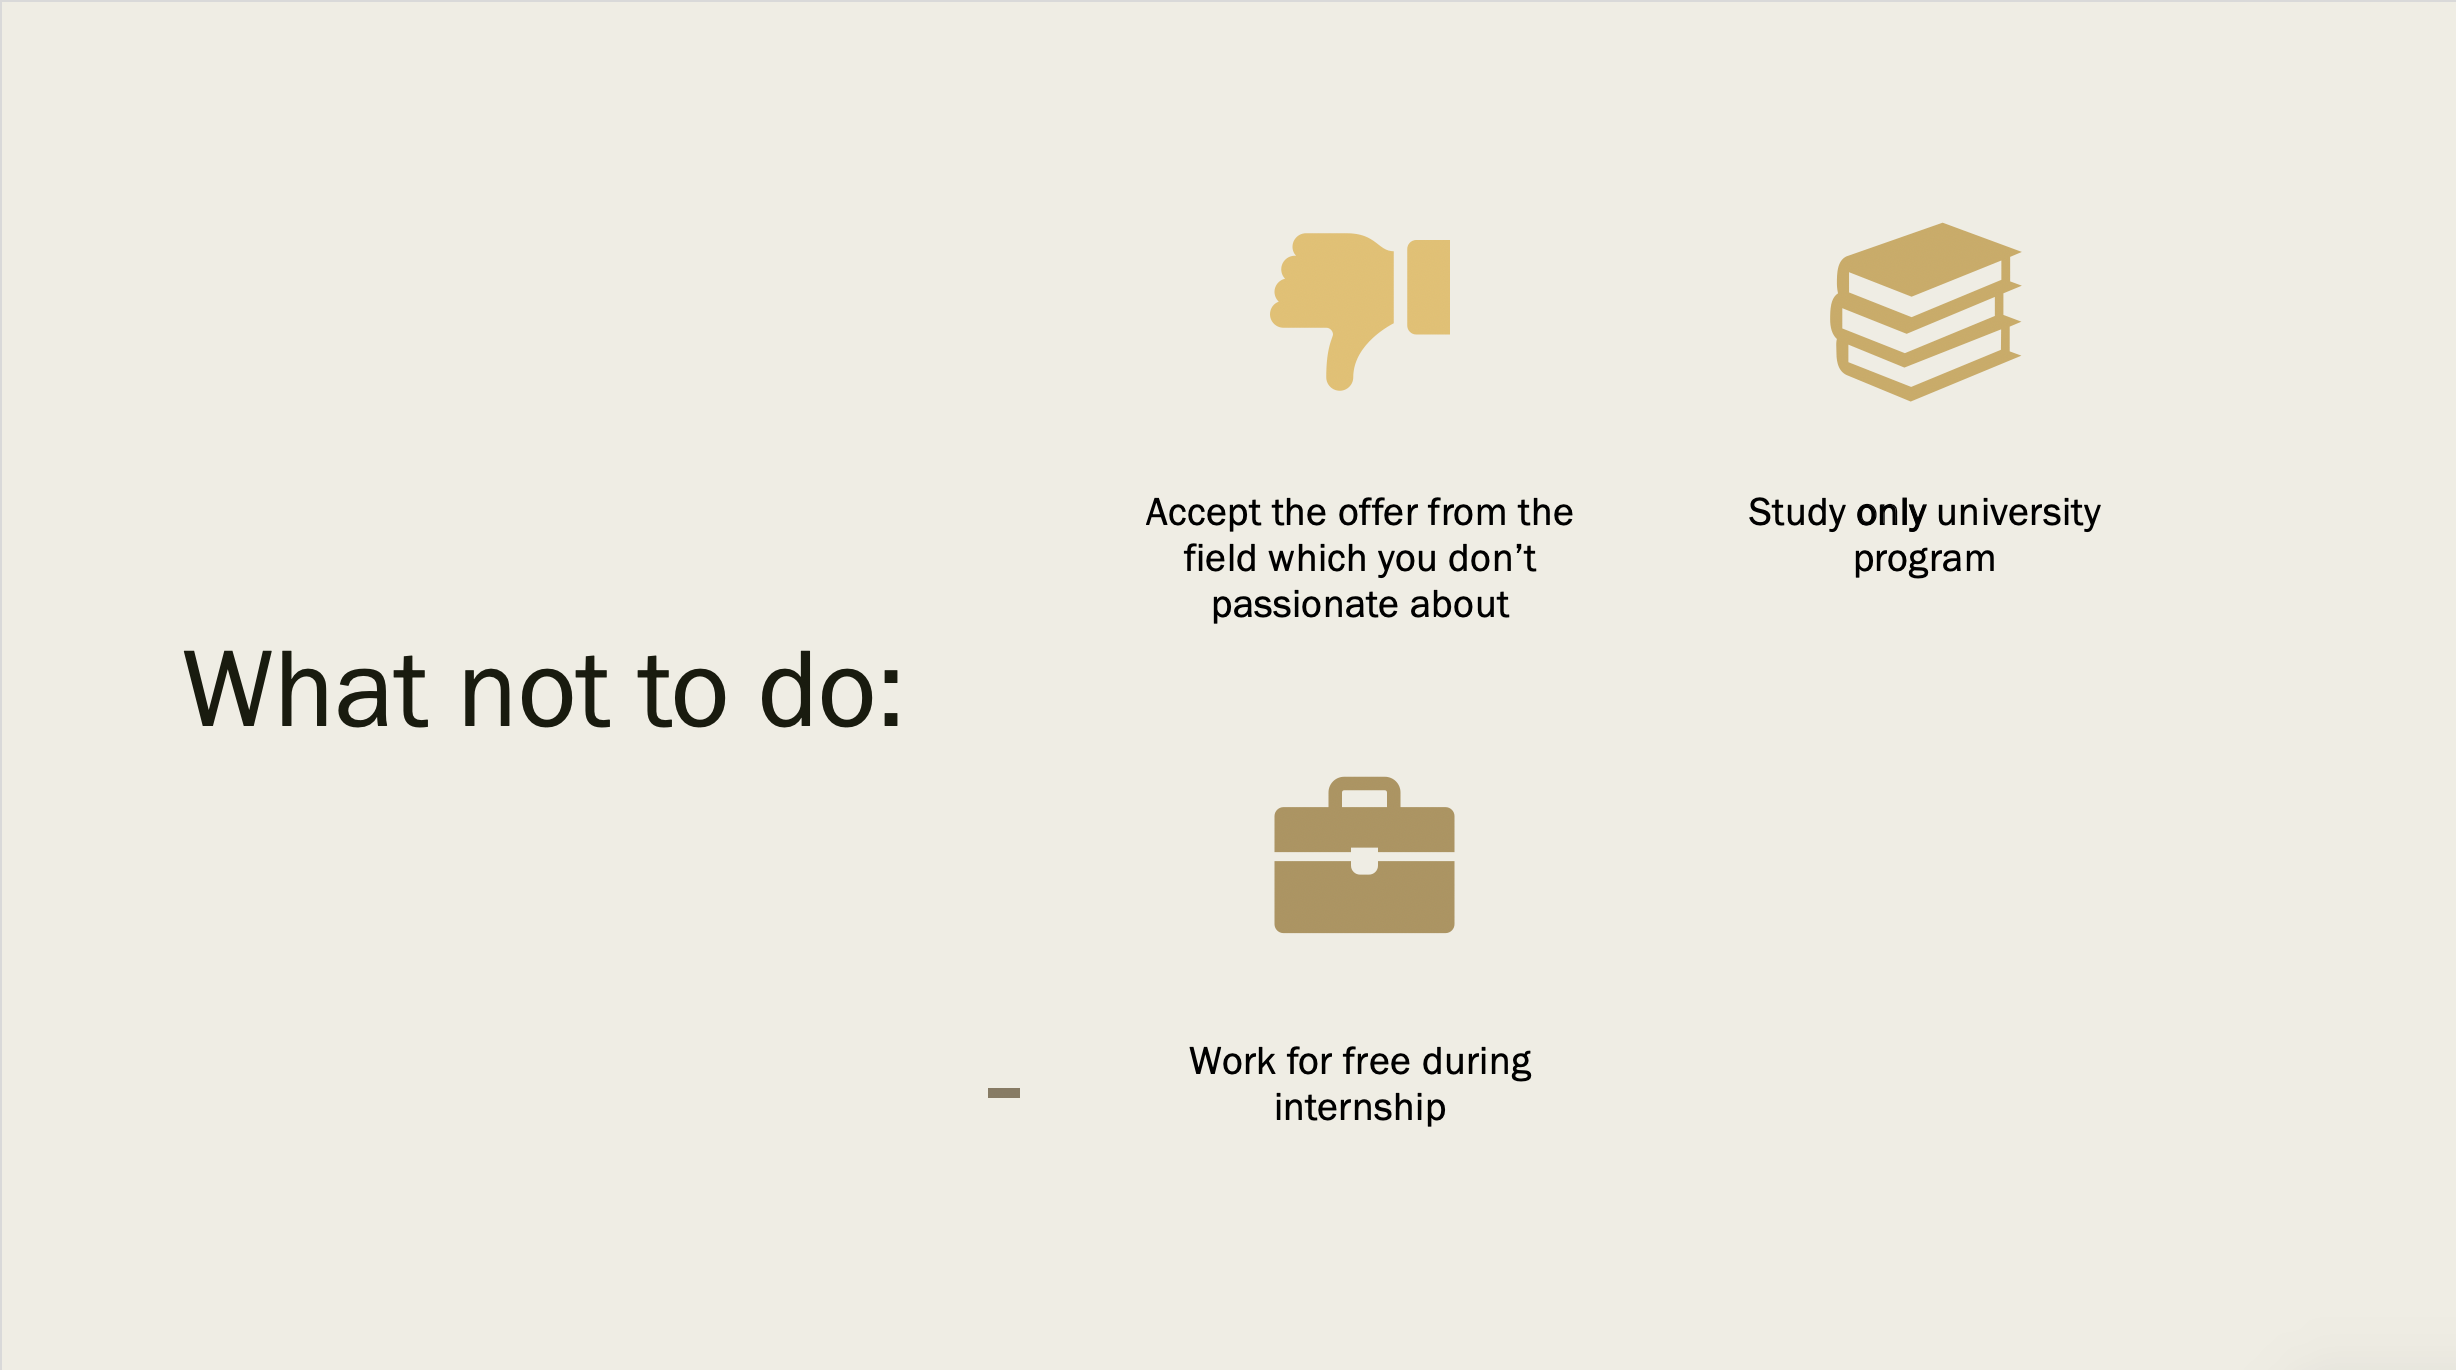 What not to do:
Accept the offer from the
field which you don’t
passionate about
Study only university
program
Work for free during
internship